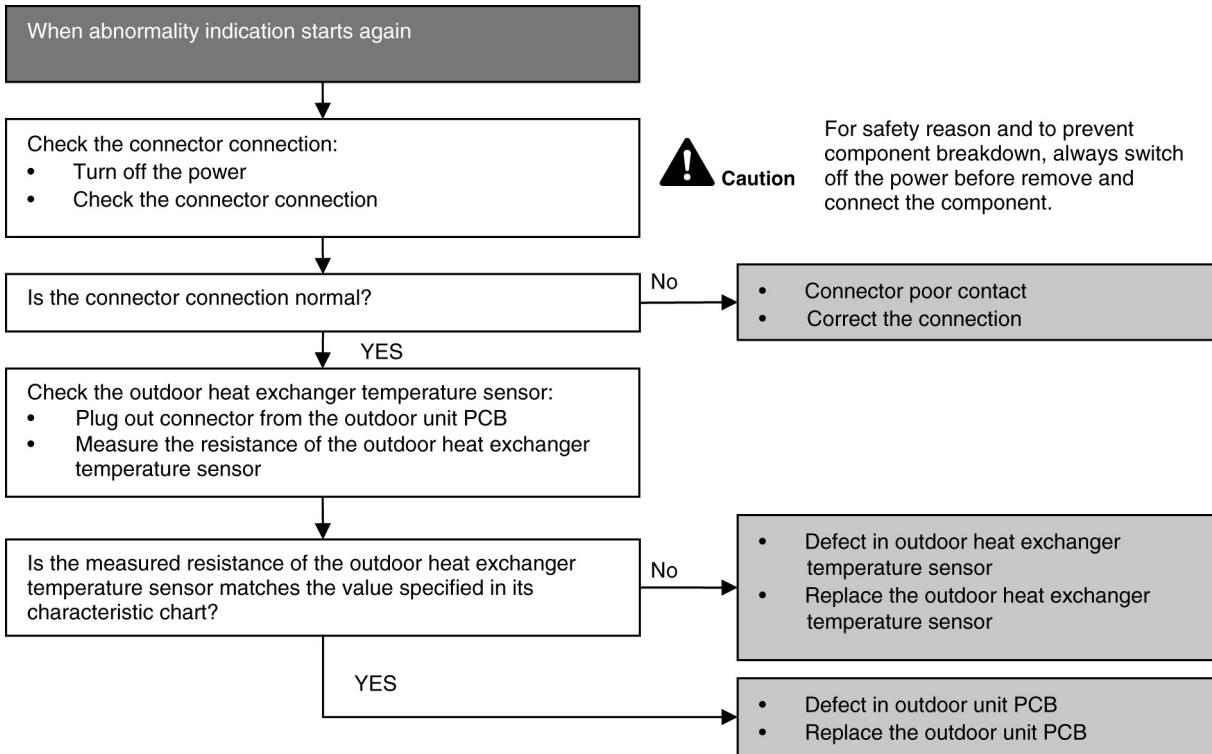 When abnormality indication starts again
Check the connector connection:
• Turn off the power
• Check the connector connection
Caution
For safety reason and to prevent
component breakdown, always switch
off the power before remove and
connect the component.
Is the connector connection normal?
No
• Connector poor contact
• Correct the connection
YES
Check the outdoor heat exchanger temperature sensor:
• Plug out connector from the outdoor unit PCB
• Measure the resistance of the outdoor heat exchanger
temperature sensor
Is the measured resistance of the outdoor heat exchanger
temperature sensor matches the value specified in its
characteristic chart?
No
• Defect in outdoor heat exchanger
temperature sensor
• Replace the outdoor heat exchanger
temperature sensor
YES
• Defect in outdoor unit PCB
• Replace the outdoor unit PCB